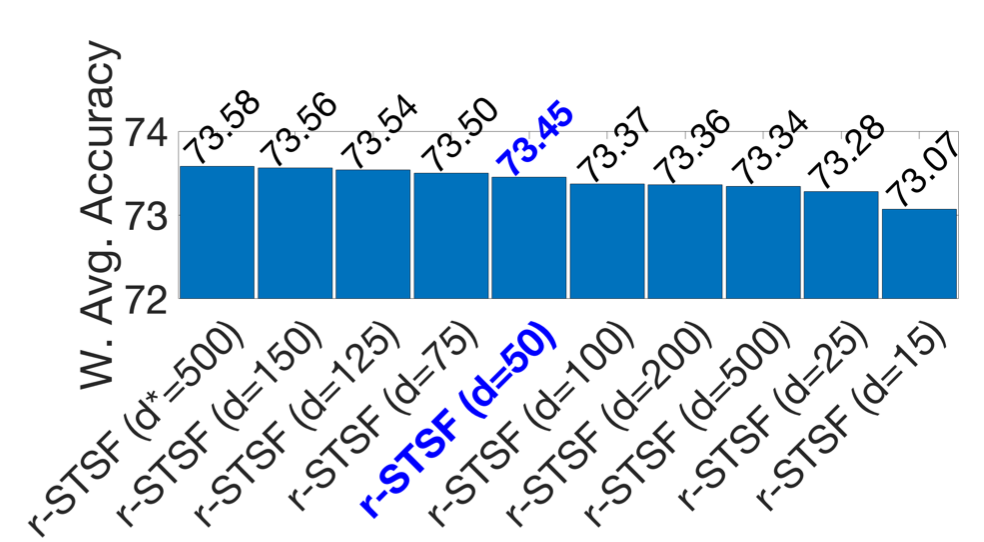 W. Avg. Accuracy
74
73
72
73.58
73.56
73.54
73.50
73.45
73.37
73.36
73.34
73.28
73.07
r-STSF (d*=500)
r-STSF (d=150)
r-STSF (d=125)
r-STSF (d=75)
r-STSF (d=50)
r-STSF (d=100)
r-STSF (d=200)
r-STSF (d=500)
r-STSF (d=25)
r-STSF (d=15)